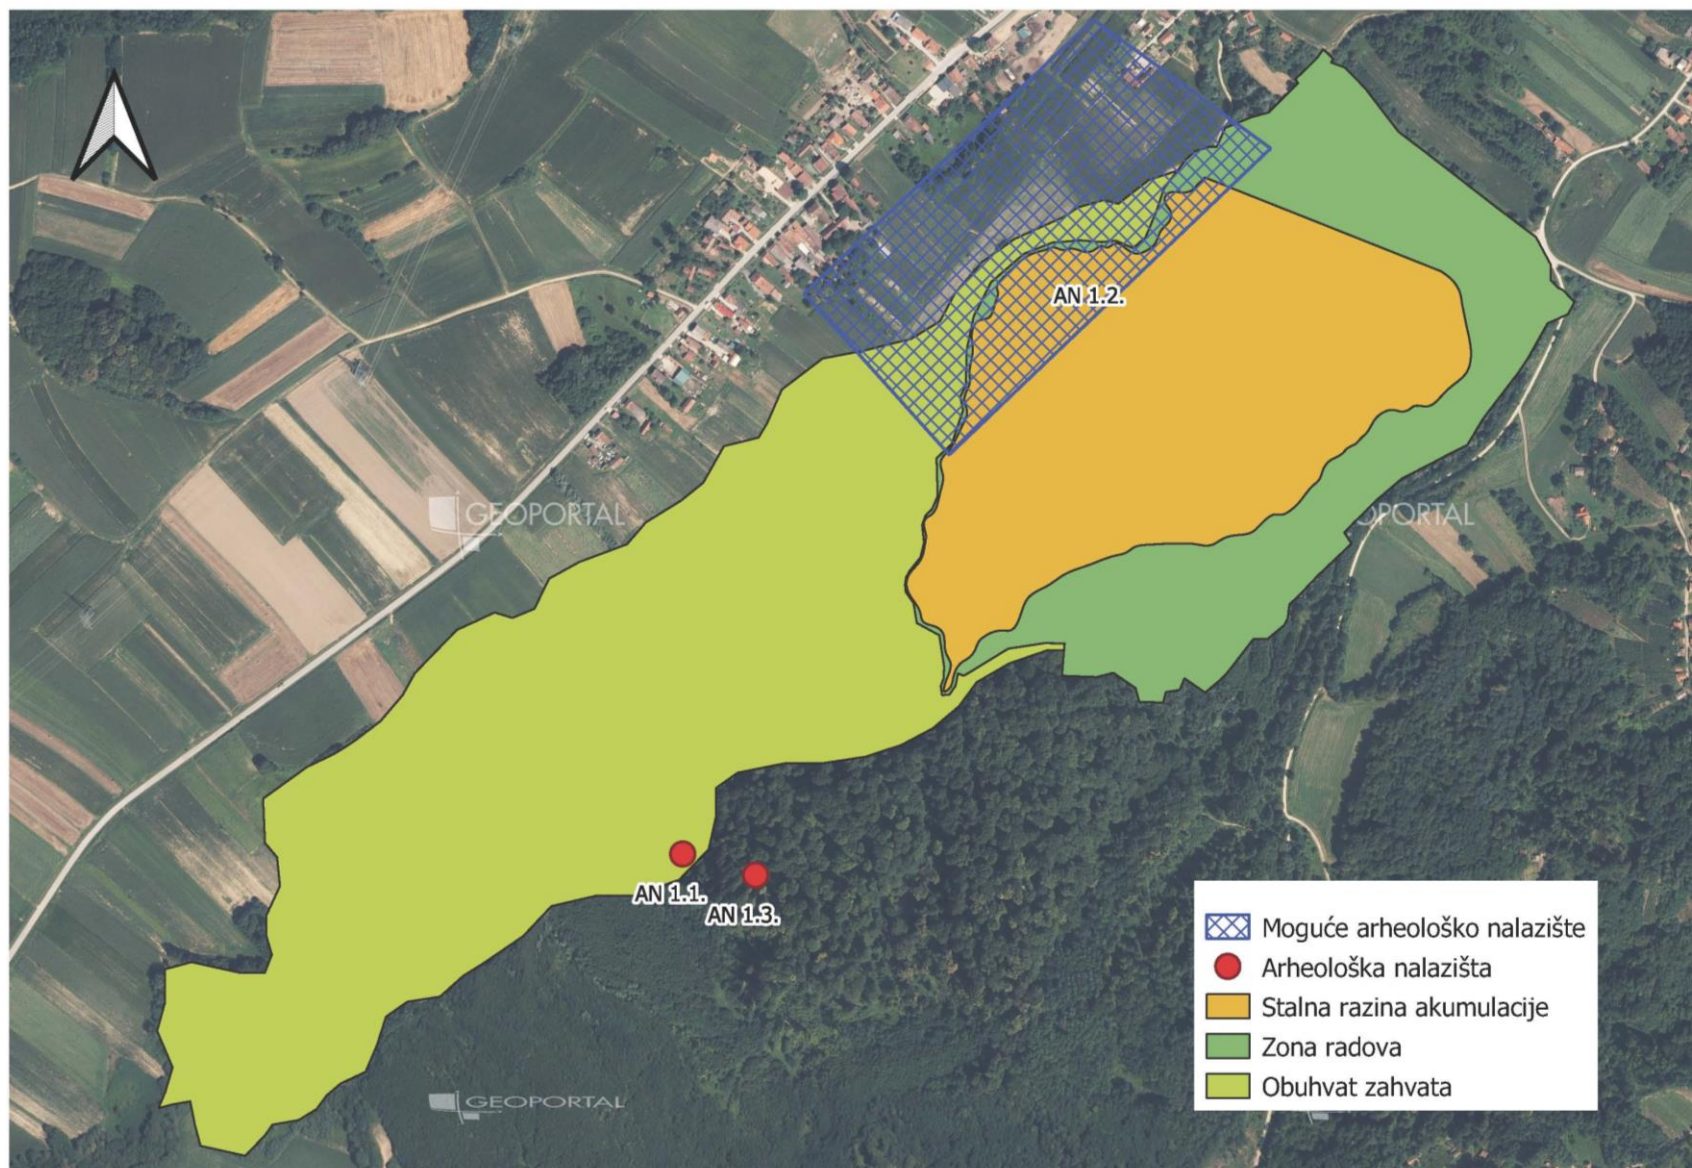 AN 1.2.
GEOPORTAL
OPORTAL
AN 1.1.
AN 1.3.
Moguće arheološko nalazište
Arheološka nalazišta
Stalna razina akumulacije
Zona radova
Obuhvat zahvata
GEOPORTAL